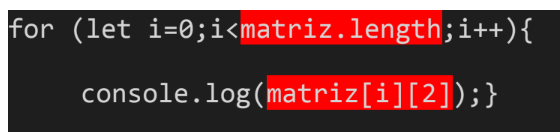 for (let i=0;i<matriz.length;i++){
console.log(matriz[i][2]);}